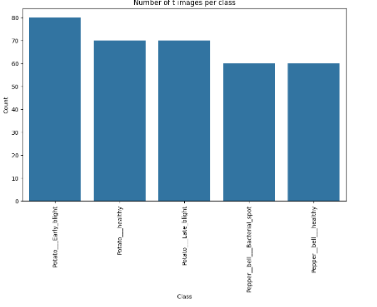 Number of t images per class
80
70
60
50
40
30
20
10
0
Count
Potato___Early_blight
Potato___healthy
Potato___Late_blight
Pepper__bell___Bacterial_spot
Pepper__bell___healthy
Class